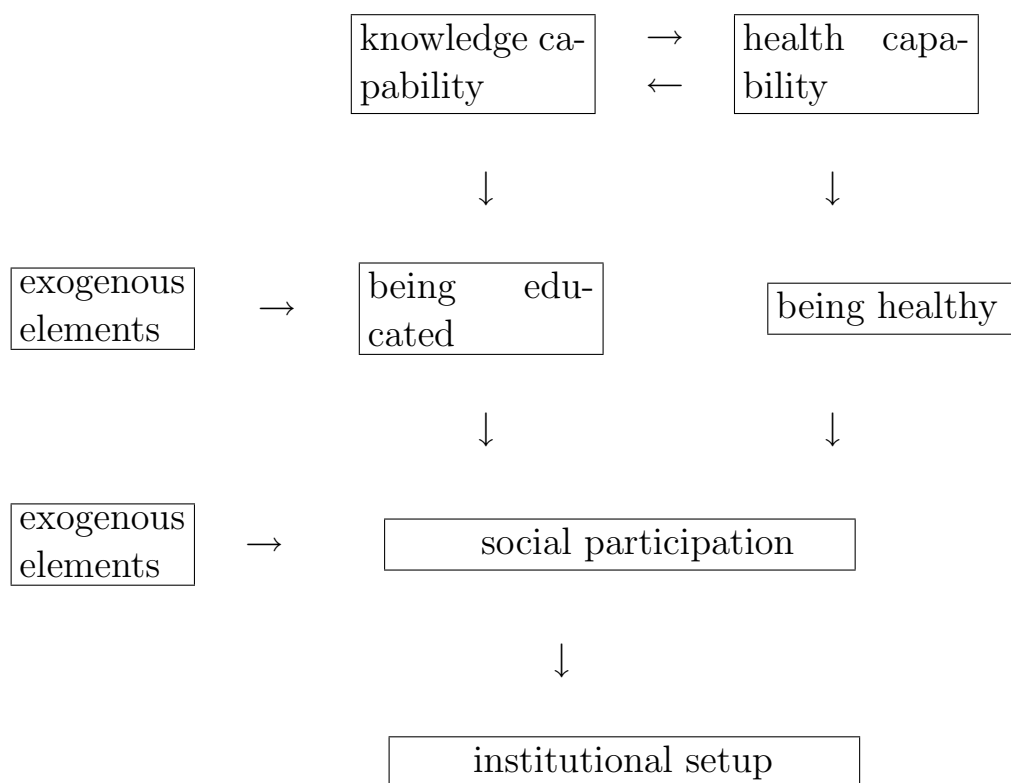 knowledge ca-
pability
→
←
health capa-
bility
↓
↓
exogenous
elements
→
being edu-
cated
being healthy
↓
↓
exogenous
elements
→
social participation
↓
institutional setup